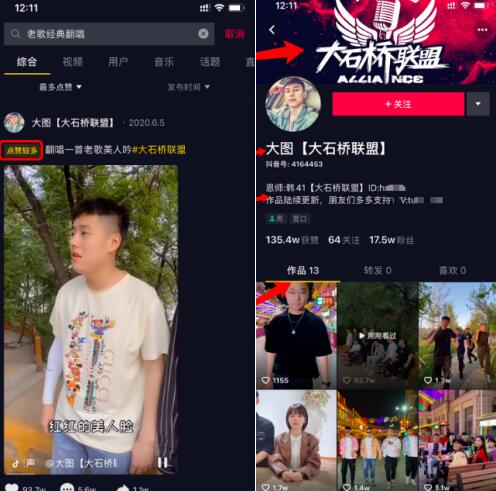 12:11
老歌经典翻唱
取消
综合 视频 用户 音乐 话题
最多点赞 发布时间
大图【大石桥联盟】 · 2020.6.5
点赞较多 翻唱一首老歌美人吟#大石桥联盟
红红的美人脸
@大图【大石桥
93.7w 5.6w 1.1w
12:11
大石桥联盟
ALLIANCE
+关注
大图【大石桥联盟】
抖音号: 4164453
恩师:韩41【大石桥联盟】ID:h
作品陆续更新，朋友们多多支持! V:tu
男 营口
135.4w获赞 64关注 17.5w粉丝
作品 13 转发 0 喜欢 0
刚刚看过
1155 93.7w 1.3w
2.6w 1.4w 1.1w